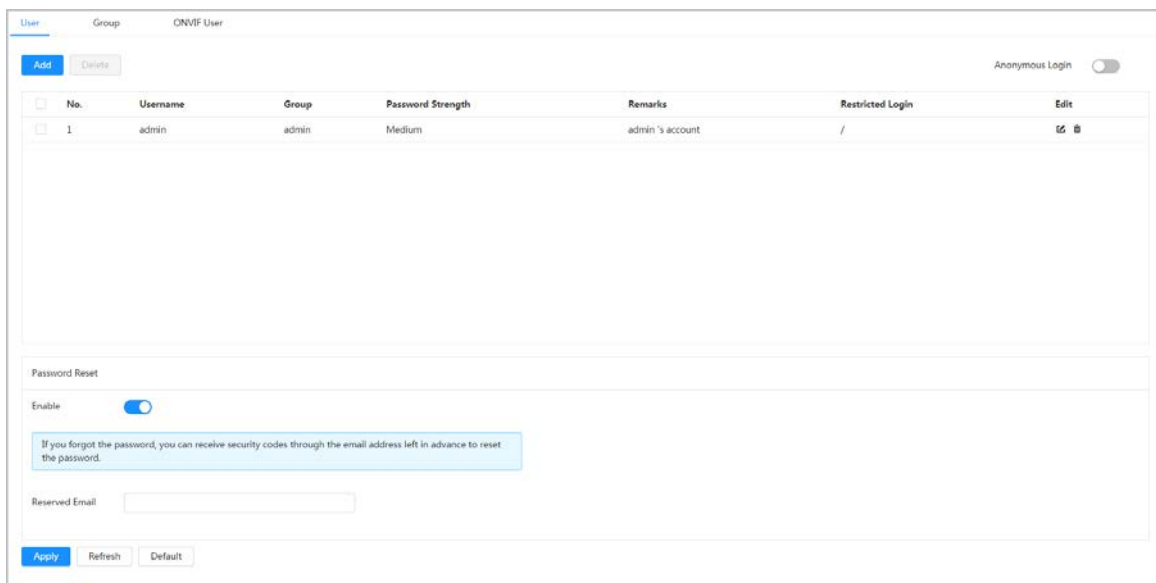 User Group ONVIF User
Add Delete Anonymous Login
No. Username Group Password Strength Remarks Restricted Login Edit
1 admin admin Medium admin 's account /
Password Reset
Enable
If you forgot the password, you can receive security codes through the email address left in advance to reset
the password.
Reserved Email
Apply Refresh Default